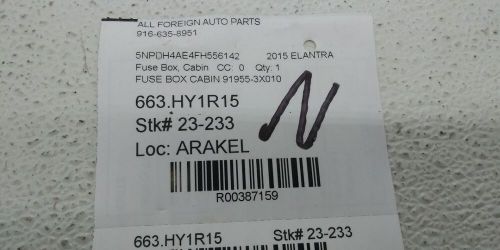 ALL FOREIGN AUTO PARTS
916-635-8951
5NPDH4AE4FH556142 2015 ELANTRA
Fuse Box, Cabin CC: 0 Qty: 1
FUSE BOX CABIN 91955-3X010
663.HY1R15
Stk# 23-233
N
Loc: ARAKEL
R00387159
663.HY1R15 Stk# 23-233